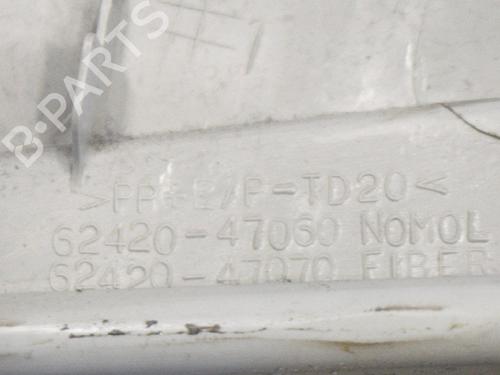 B-PARTS
>PP+E/P-TD20<
62420-47060 NOMOL
62420-47070 FIBER